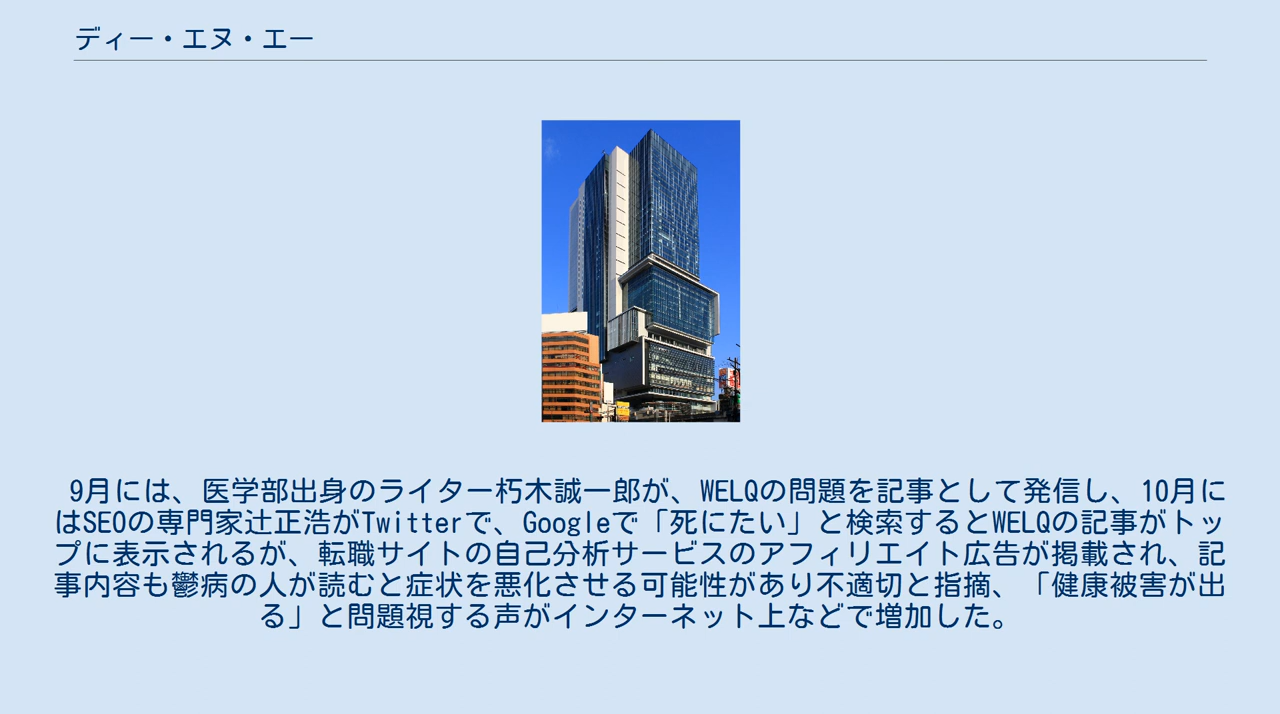 ディー・エヌ・エー
9月には、医学部出身のライター朽木誠一郎が、WELQの問題を記事として発信し、10月に
はSEOの専門家辻正浩がTwitterで、Googleで「死にたい」と検索するとWELQの記事がトッ
プに表示されるが、転職サイトの自己分析サービスのアフィリエイト広告が掲載され、記
事内容も鬱病の人が読むと症状を悪化させる可能性があり不適切と指摘、「健康被害が出
る」と問題視する声がインターネット上などで増加した。